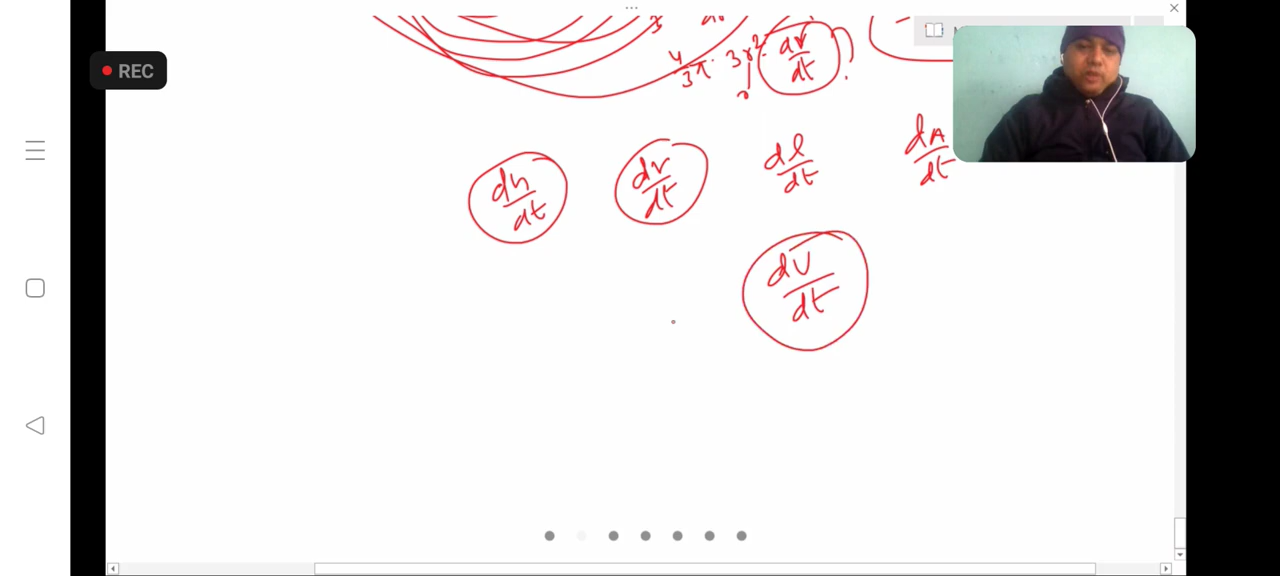 REC
4/3 π · 3r² · (dr/dt) ?
dh/dt dr/dt dl/dt dA/dt
dV/dt